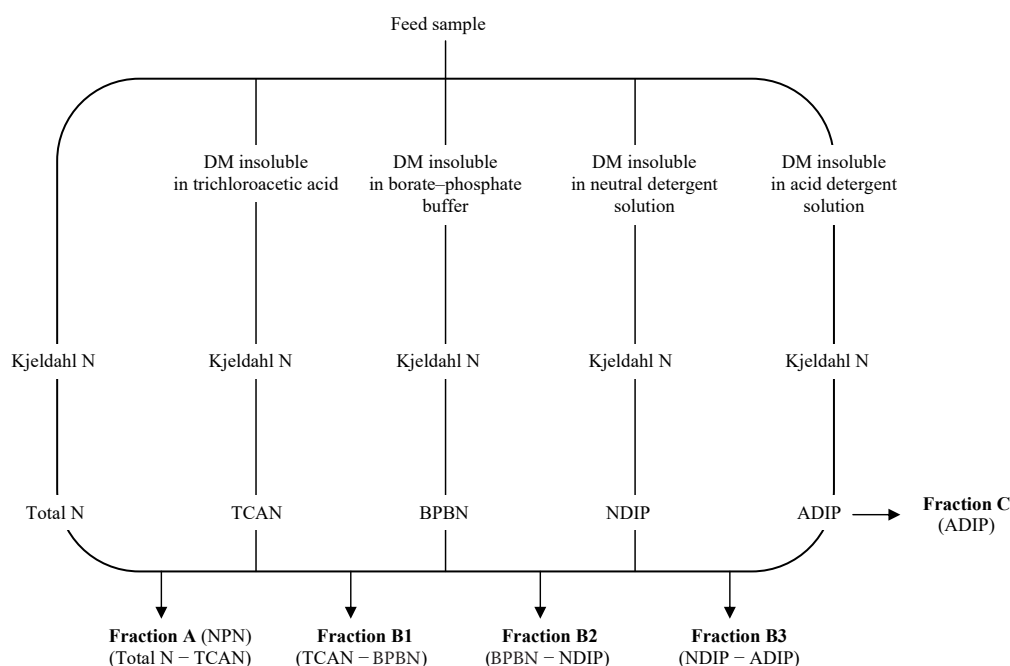 Feed sample
DM insoluble
in trichloroacetic acid
DM insoluble
in borate–phosphate
buffer
DM insoluble
in neutral detergent
solution
DM insoluble
in acid detergent
solution
Kjeldahl N
Kjeldahl N
Kjeldahl N
Kjeldahl N
Kjeldahl N
Total N
TCAN
BPBN
NDIP
ADIP
Fraction C
(ADIP)
Fraction A (NPN)
(Total N − TCAN)
Fraction B1
(TCAN − BPBN)
Fraction B2
(BPBN − NDIP)
Fraction B3
(NDIP − ADIP)